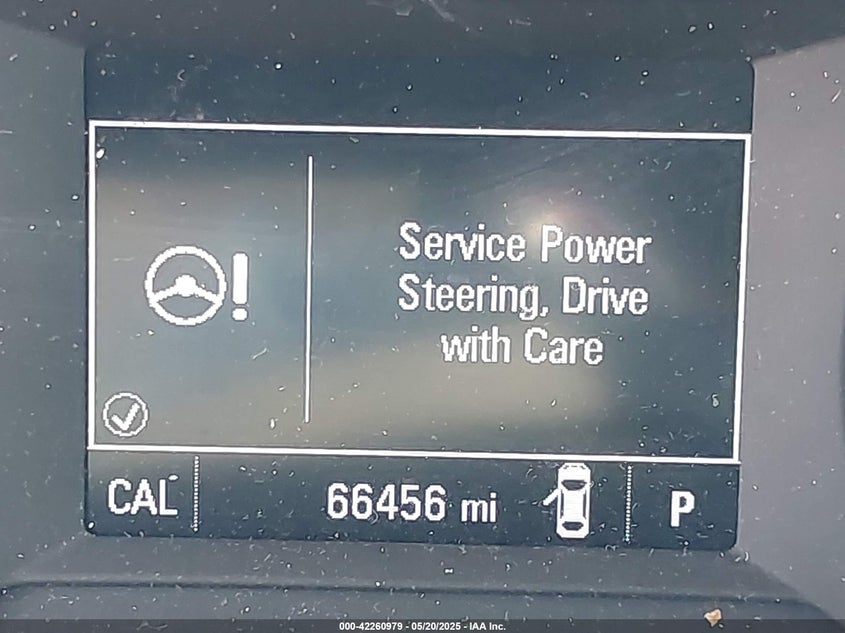 Service Power
Steering, Drive
with Care
CAL 66456 mi P
000-42260979 - 05/20/2025 - IAA Inc.